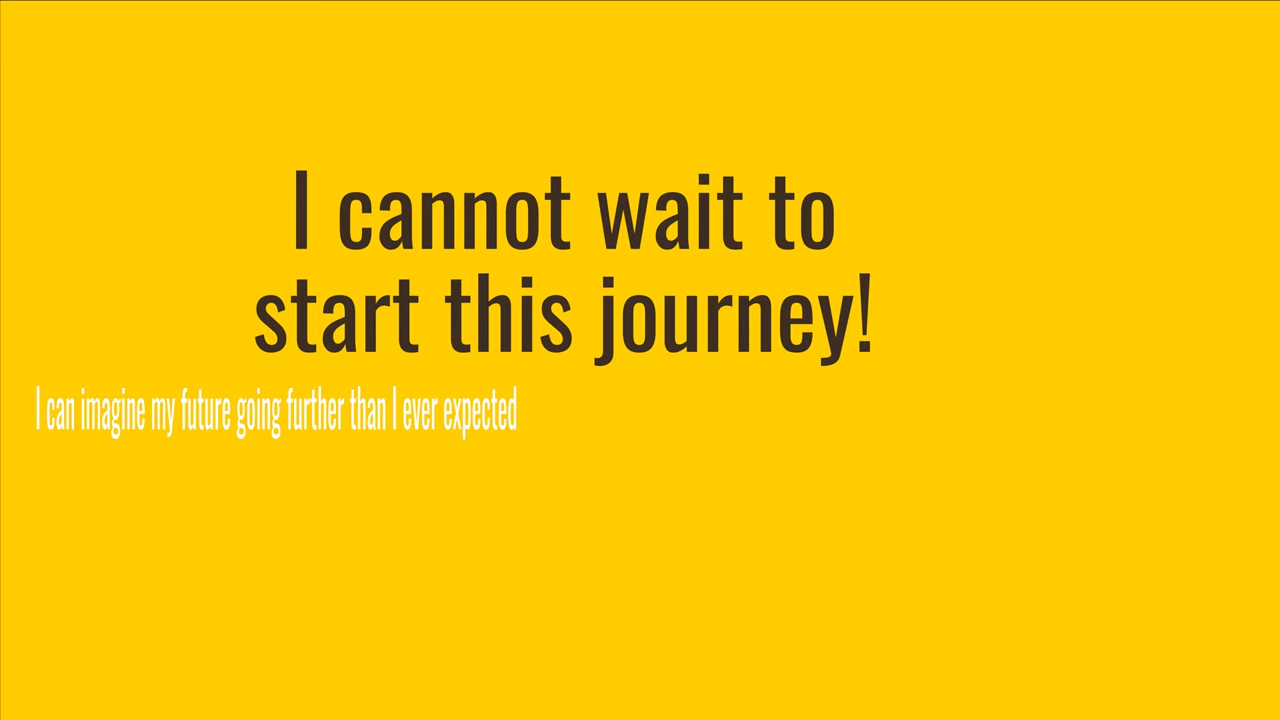 I cannot wait to
start this journey!
I can imagine my future going further than I ever expected